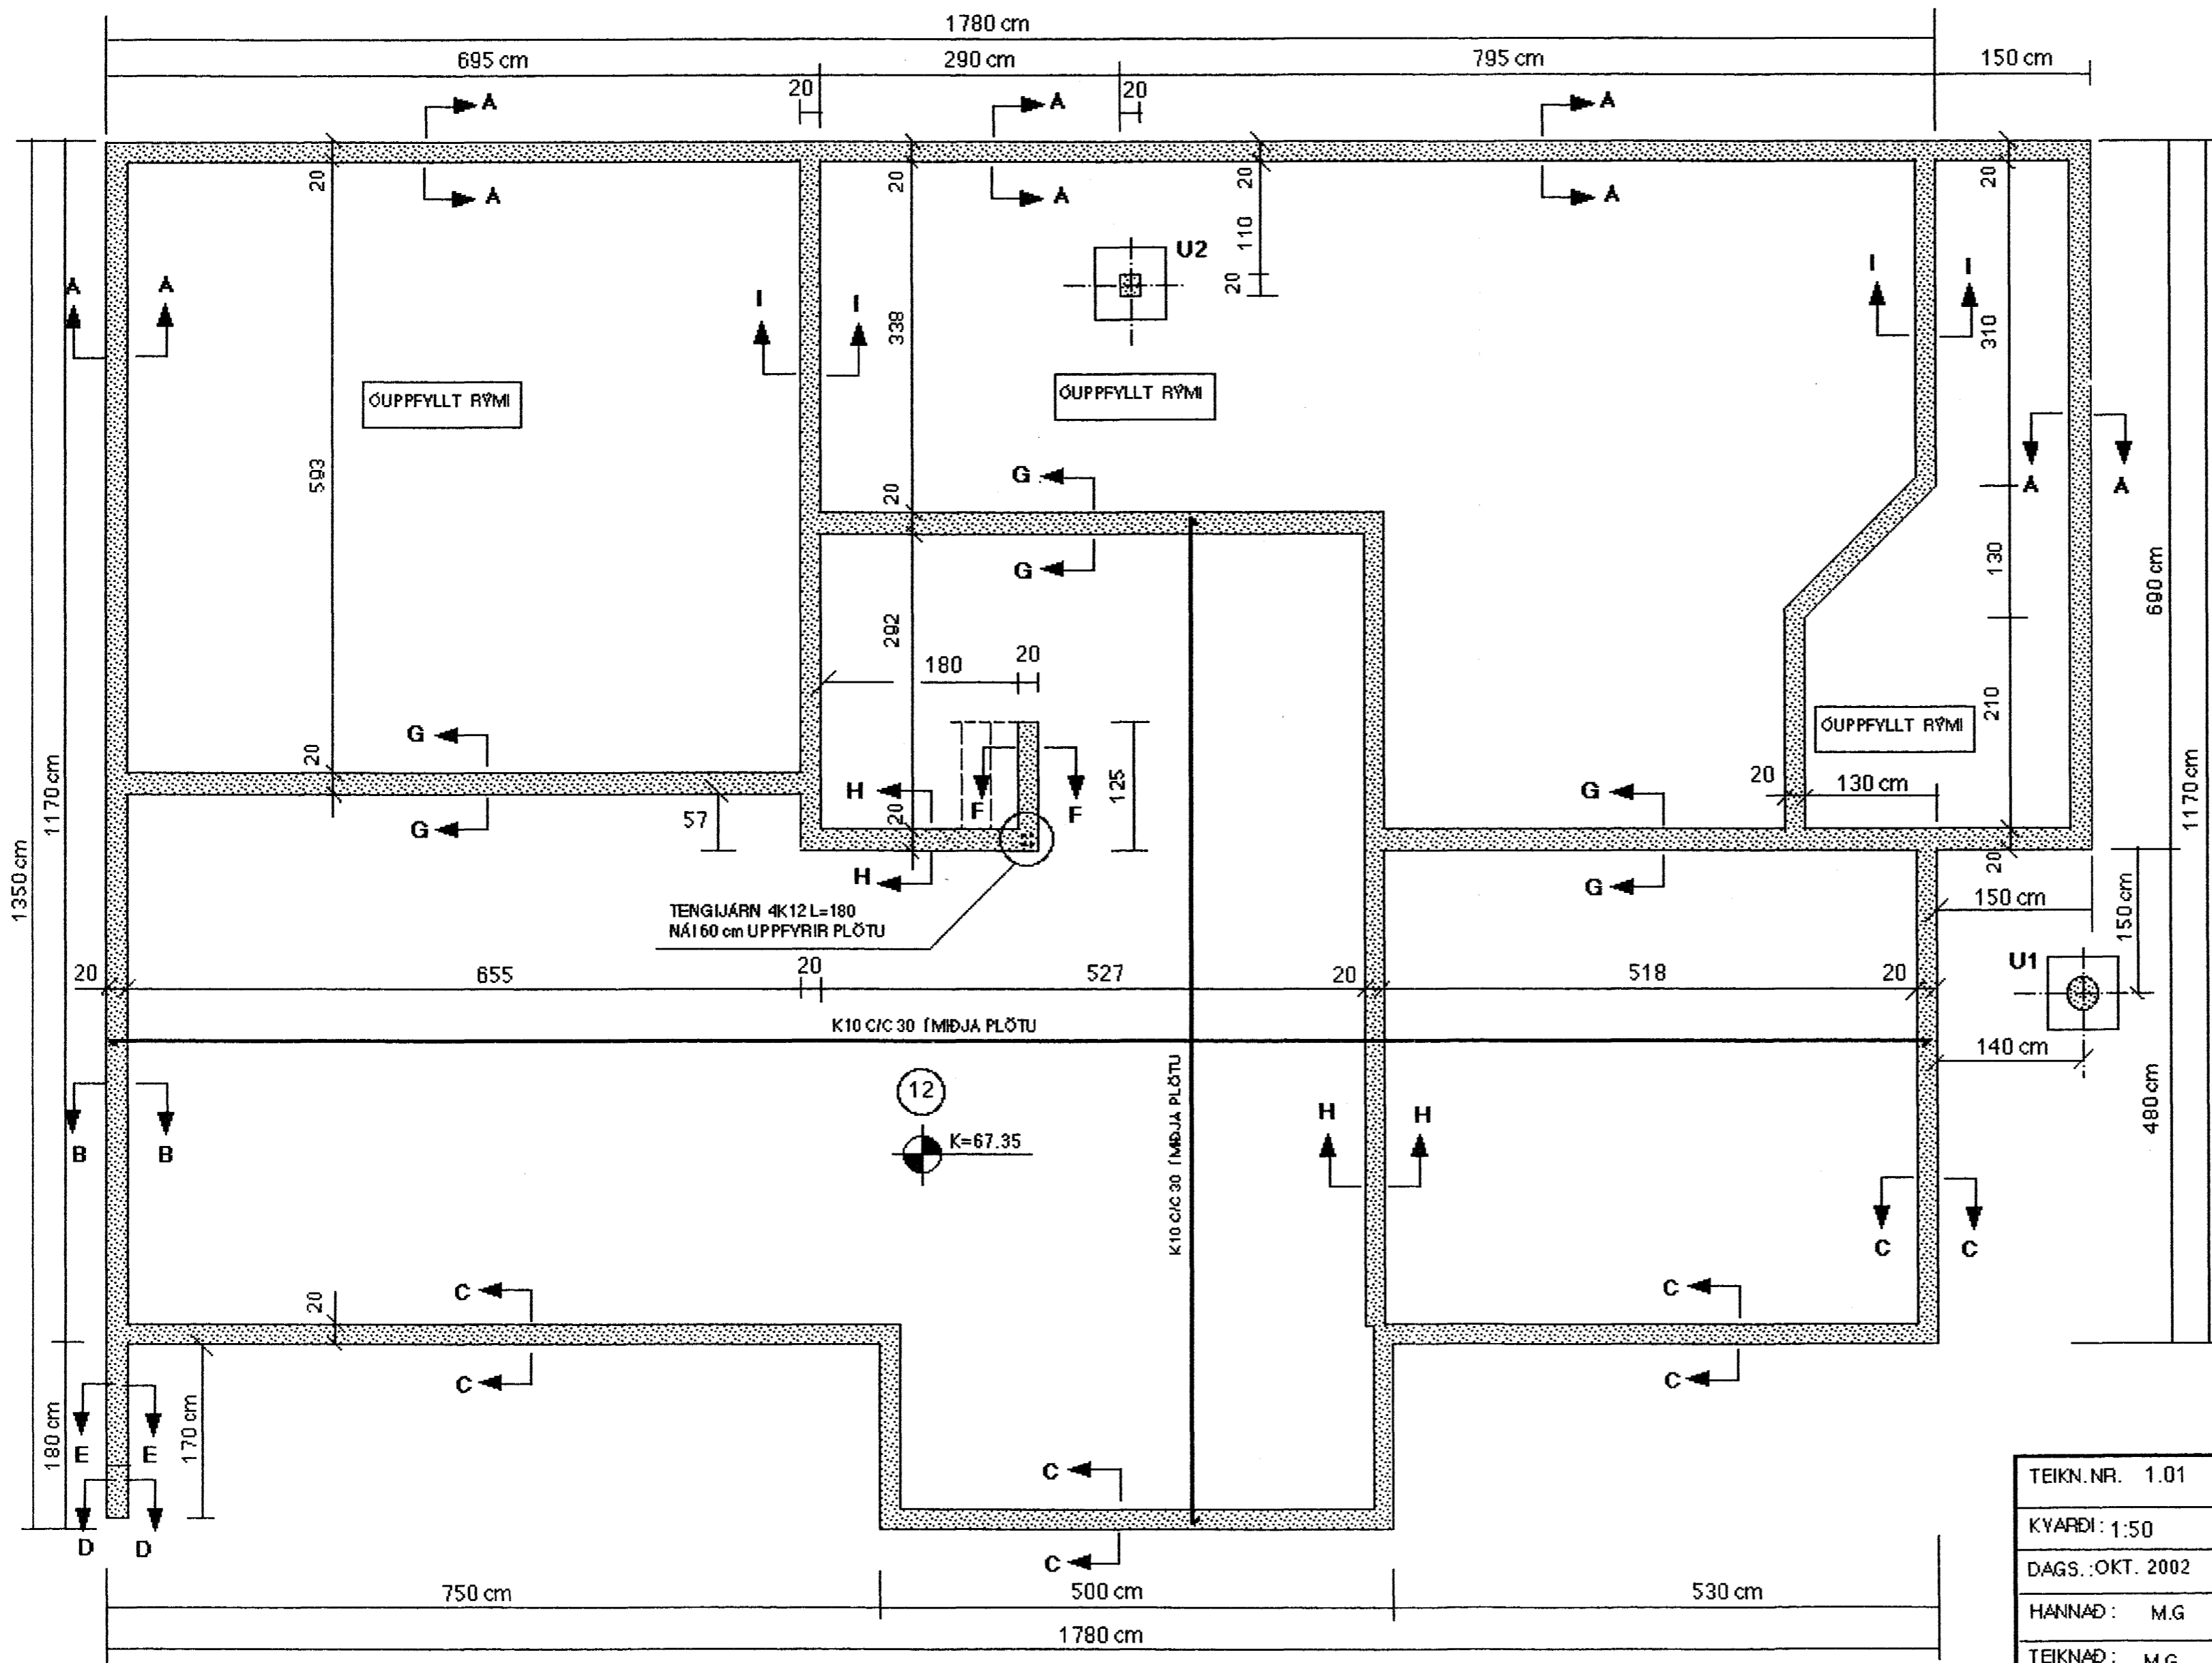 1780 cm
695 cm 290 cm 795 cm 150 cm
20 20
A A A
A A A
20 20 20 20
110
U2
20
A A I I I I
338 310
ÓUPPFYLLT RÝMI ÓUPPFYLLT RÝMI
593
G A A
20
G
130
690 cm
292
180 20
210
ÓUPPFYLLT RÝMI
G
20
1170 cm
H F F 125
20 130 cm
G
57 20
G
1170 cm
H G
20
1350 cm
150 cm
150 cm
TENGIJÁRN 4K12 L=180
NÁI 60 cm UPPFYRIR PLÖTU
20 655 20 527 20 518 20
U1
K10 C/C 30 Í MIÐJA PLÖTU
140 cm
K10 C/C 30 Í MIÐJA PLÖTU
12
K=67.35
B B
H H
480 cm
C C
C C
20
C C
180 cm
170 cm
E E
C
D D
C
750 cm 500 cm 530 cm
1780 cm
TEIKN.NR. 1.01
KVARÐI: 1:50
DAGS.: OKT. 2002
HANNAÐ: M.G
TEIKNAÐ: M.G